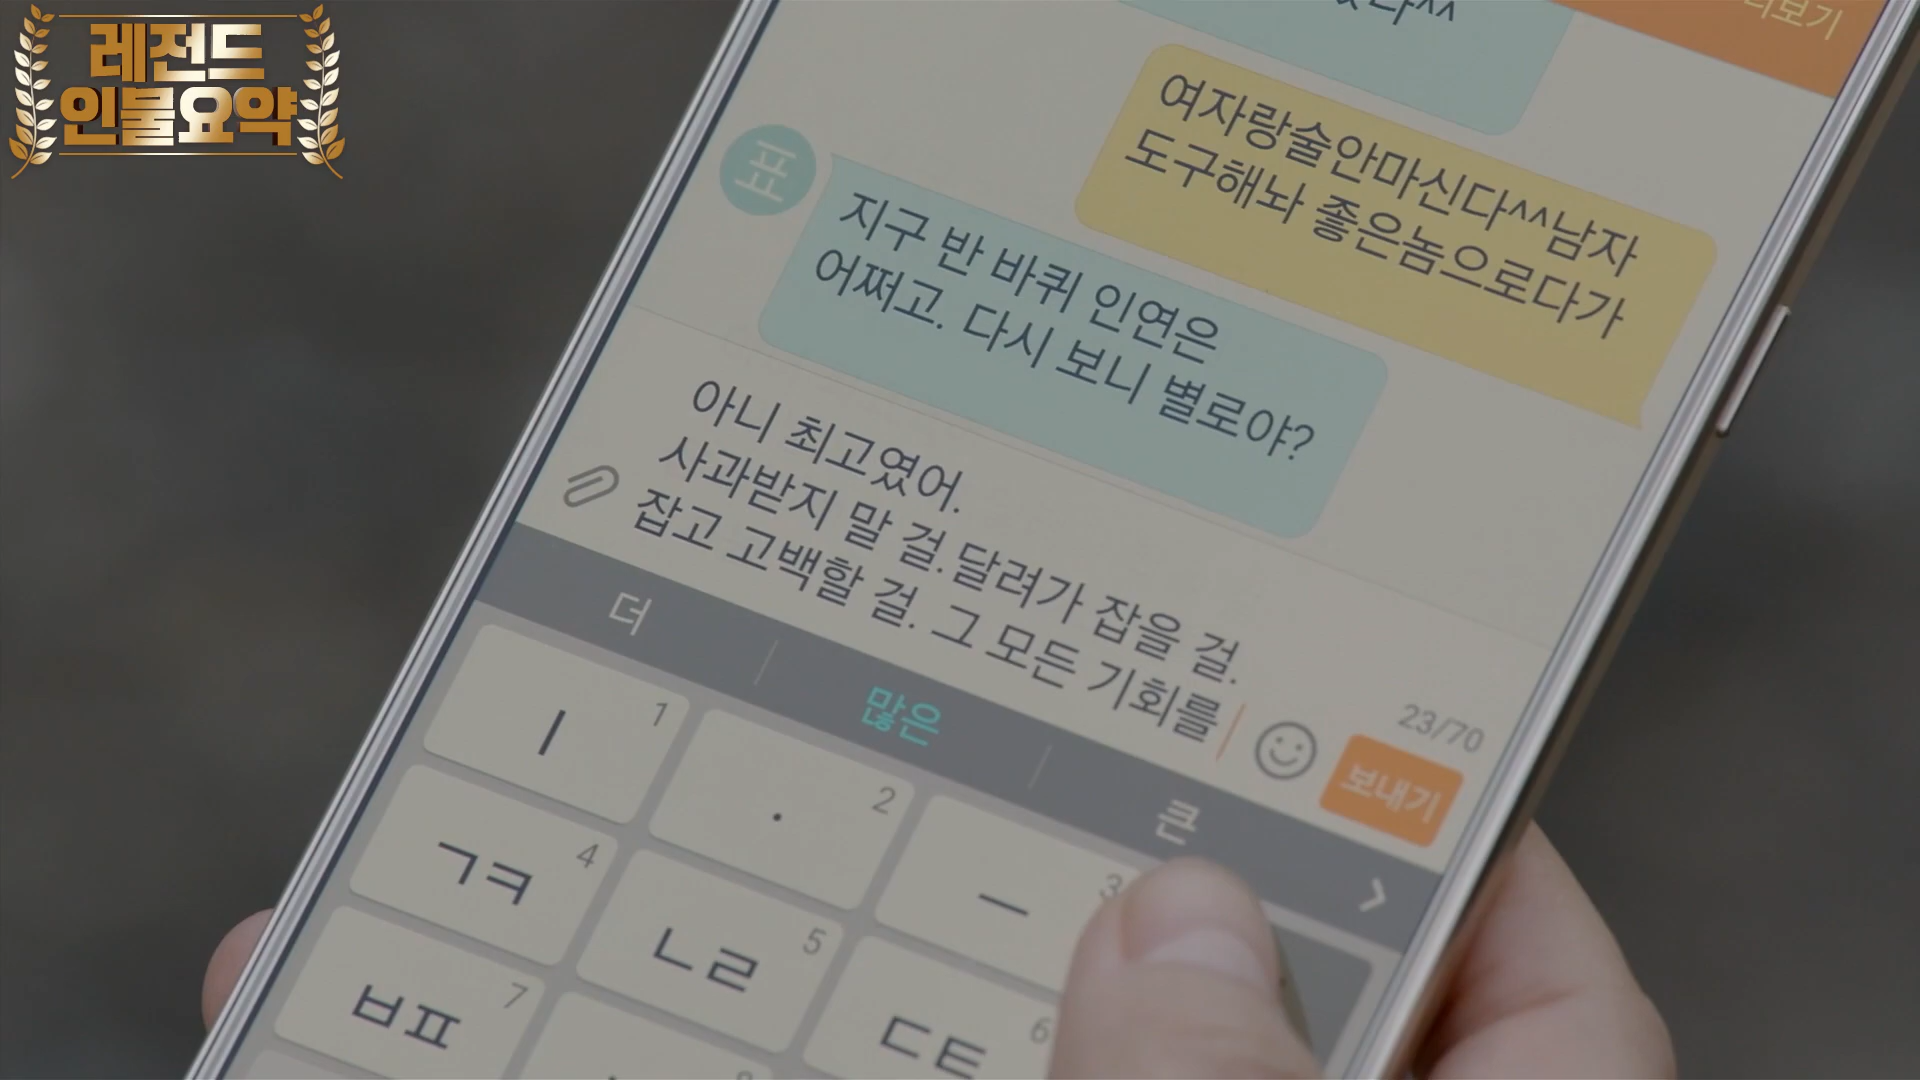 레전드
인물요약
더보기
여자랑술안마신다^^남자
도구해놔 좋은놈으로다가
표
지구 반 바퀴 인연은
어쩌고. 다시 보니 별로야?
아니 최고였어.
사과받지 말 걸.달려가 잡을 걸.
잡고 고백할 걸. 그 모든 기회를
23/70
보내기
더
많은
큰
ㅣ 1
· 2
ㅡ 3
ㄱㅋ 4
ㄴㄹ 5
ㄷㅌ 6
ㅂㅍ 7